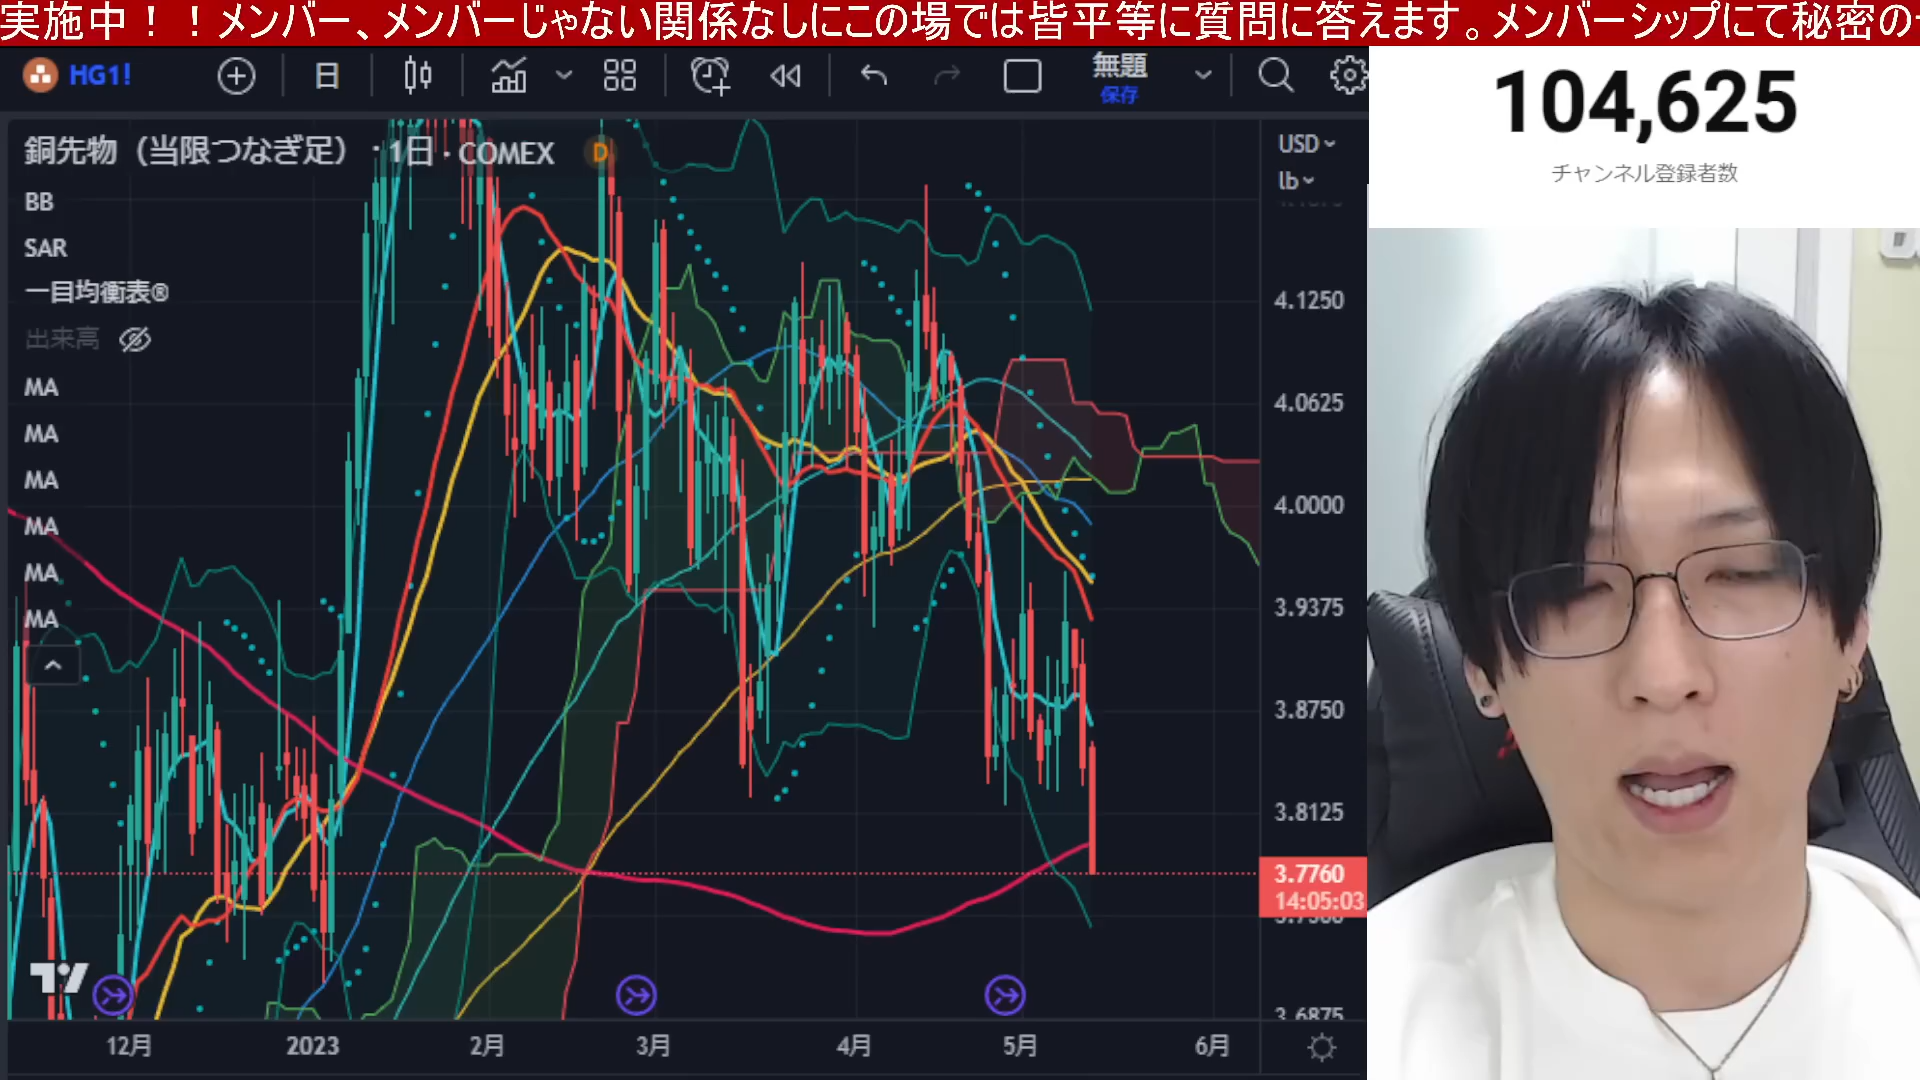 実施中！！メンバー、メンバーじゃない関係なしにこの場では皆平等に質問に答えます。メンバーシップにて秘密の
HG1! 日 無題
保存
104,625
チャンネル登録者数
銅先物（当限つなぎ足）・1日・COMEX D
USD
lb
BB
SAR
一目均衡表®
出来高
MA
MA
MA
MA
MA
MA
4.1250
4.0625
4.0000
3.9375
3.8750
3.8125
3.7760
14:05:03
3.6875
12月 2023 2月 3月 4月 5月 6月